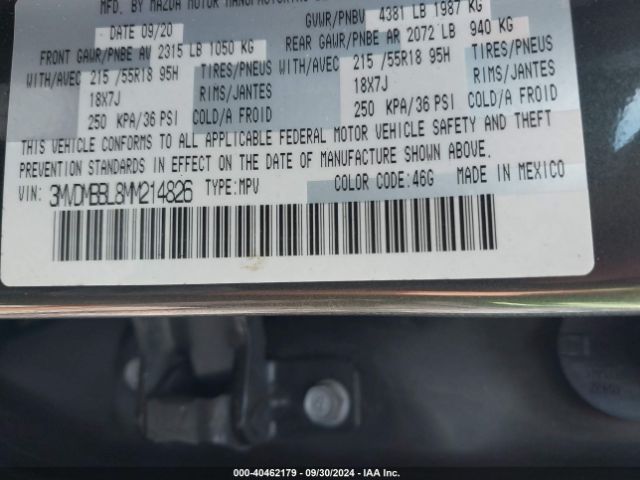 MFD. BY MAZDA MOTOR MANUFACTURING
DATE 09/20 GVWR/PNBV 4381 LB 1987 KG
FRONT GAWR/PNBE AV 2315 LB 1050 KG REAR GAWR/PNBE AR 2072 LB 940 KG
WITH/AVEC 215 /55R18 95H TIRES/PNEUS WITH/AVEC 215 /55R18 95H TIRES/PNEUS
18X7J RIMS/JANTES 18X7J RIMS/JANTES
250 KPA/36 PSI COLD/A FROID 250 KPA/36 PSI COLD/A FROID
THIS VEHICLE CONFORMS TO ALL APPLICABLE FEDERAL MOTOR VEHICLE SAFETY AND THEFT
PREVENTION STANDARDS IN EFFECT ON THE DATE OF MANUFACTURE SHOWN ABOVE.
VIN: 3MVDMBBL8MM214826 TYPE:MPV COLOR CODE:46G MADE IN MEXICO
000-40462179 - 09/30/2024 - IAA Inc.